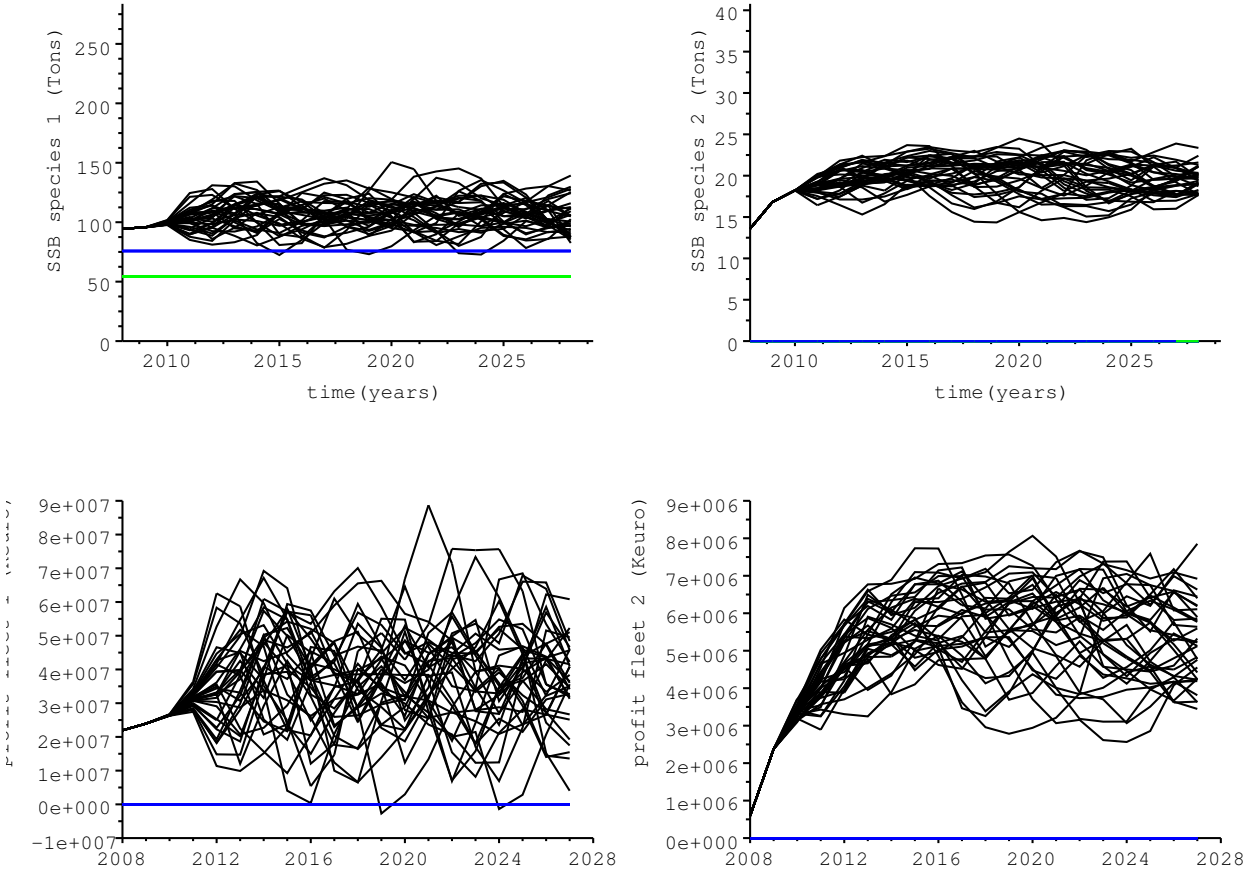 SSB species 1 (Tons)
250
200
150
100
50
0
2010 2015 2020 2025
time(years)
SSB species 2 (Tons)
40
35
30
25
20
15
10
5
0
2010 2015 2020 2025
time(years)
9e+007
8e+007
7e+007
6e+007
5e+007
4e+007
3e+007
2e+007
1e+007
0e+000
-1e+007
2008 2012 2016 2020 2024 2028
profit fleet 2 (Keuro)
9e+006
8e+006
7e+006
6e+006
5e+006
4e+006
3e+006
2e+006
1e+006
0e+000
2008 2012 2016 2020 2024 2028